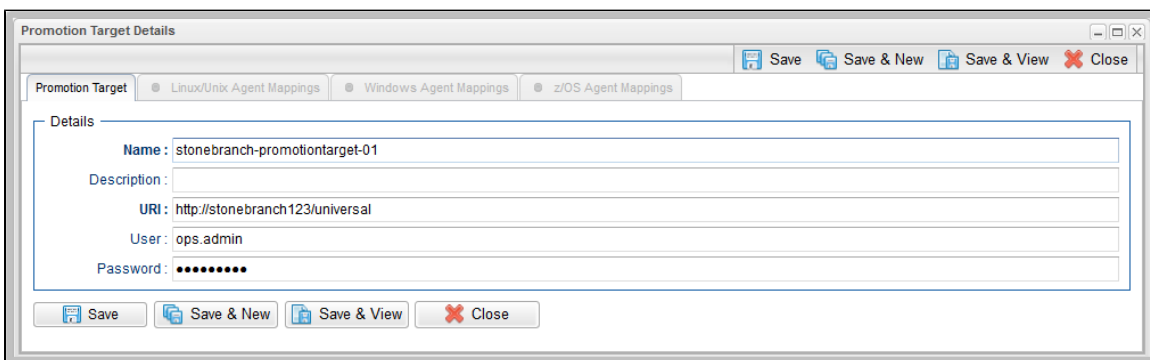 Promotion Target Details
Save Save & New Save & View Close
Promotion Target Linux/Unix Agent Mappings Windows Agent Mappings z/OS Agent Mappings
Details
Name : stonebranch-promotiontarget-01
Description :
URI : http://stonebranch123/universal
User : ops.admin
Password : •••••••••
Save Save & New Save & View Close